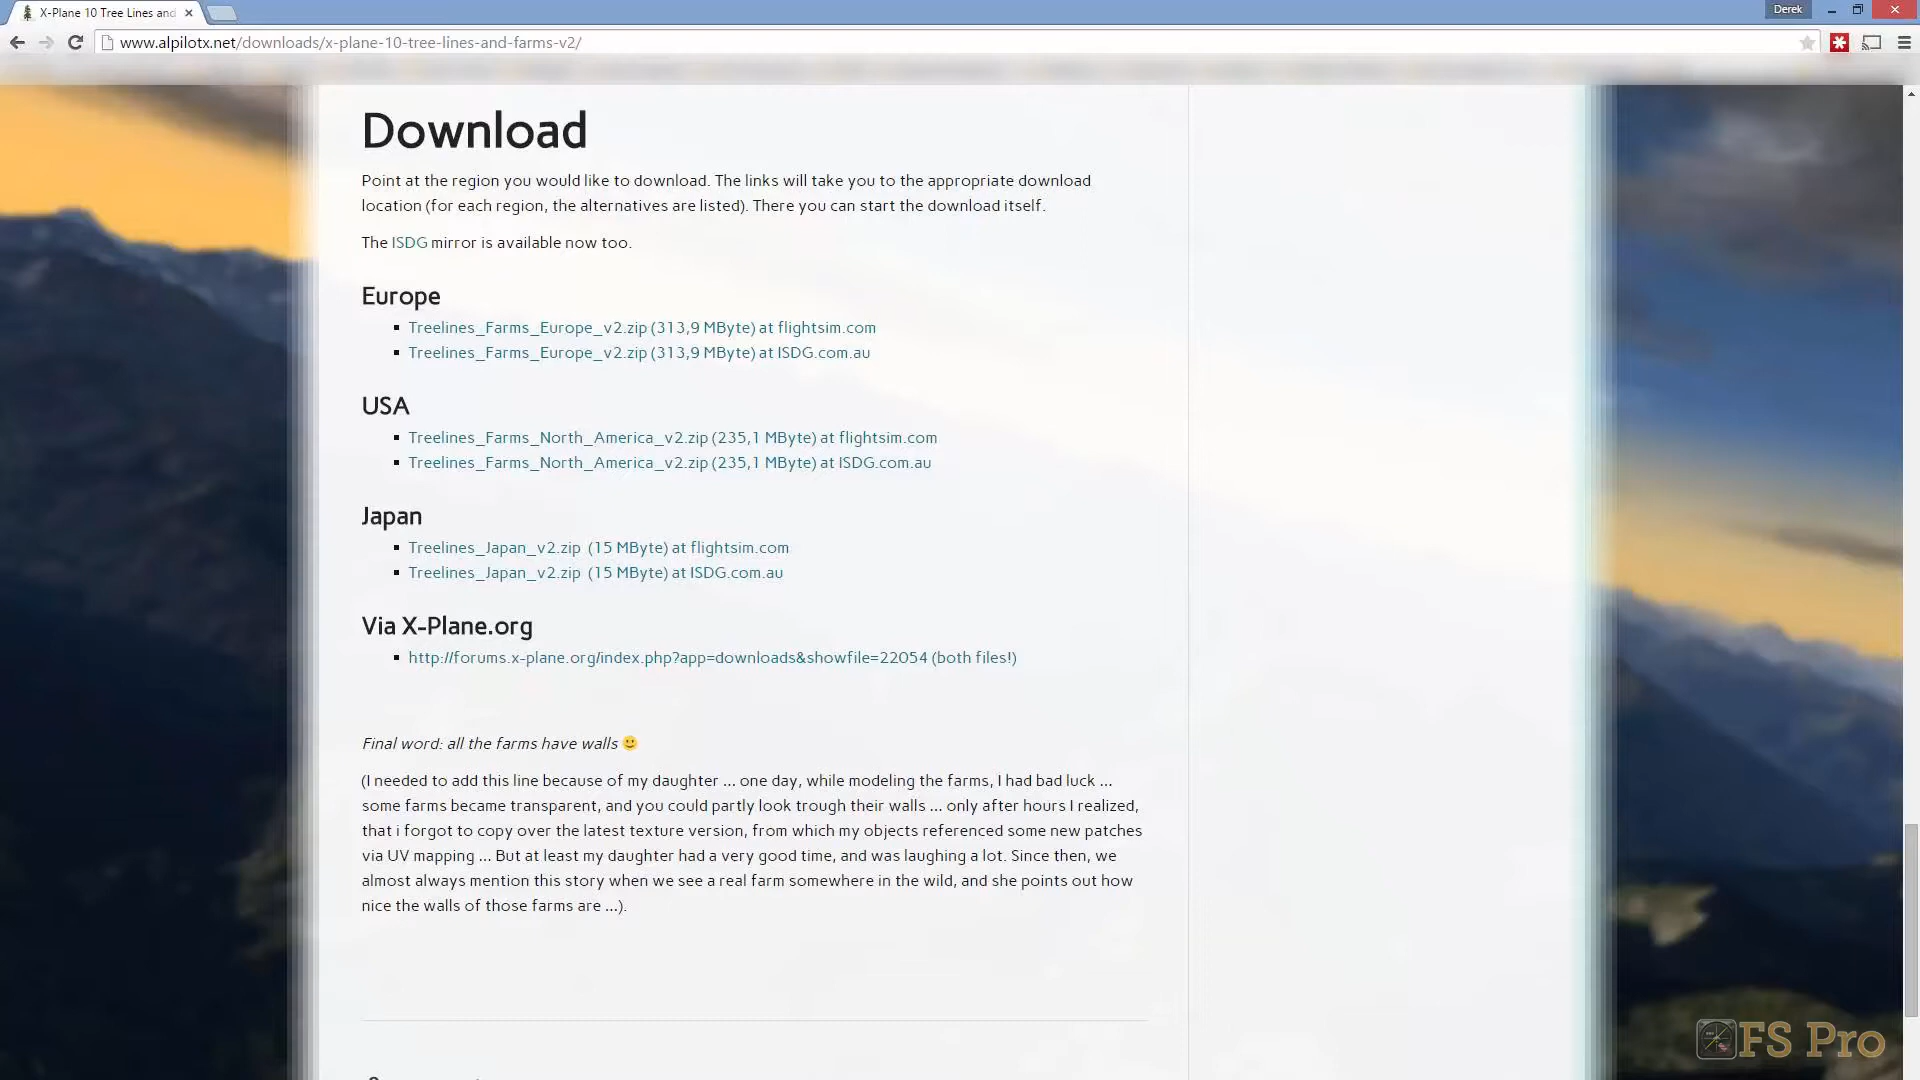 X-Plane 10 Tree Lines and
Derek
www.alpilotx.net/downloads/x-plane-10-tree-lines-and-farms-v2/
Download
Point at the region you would like to download. The links will take you to the appropriate download
location (for each region, the alternatives are listed). There you can start the download itself.
The ISDG mirror is available now too.
Europe
Treelines_Farms_Europe_v2.zip (313,9 MByte) at flightsim.com
Treelines_Farms_Europe_v2.zip (313,9 MByte) at ISDG.com.au
USA
Treelines_Farms_North_America_v2.zip (235,1 MByte) at flightsim.com
Treelines_Farms_North_America_v2.zip (235,1 MByte) at ISDG.com.au
Japan
Treelines_Japan_v2.zip (15 MByte) at flightsim.com
Treelines_Japan_v2.zip (15 MByte) at ISDG.com.au
Via X-Plane.org
http://forums.x-plane.org/index.php?app=downloads&showfile=22054 (both files!)
Final word: all the farms have walls 🙂
(I needed to add this line because of my daughter ... one day, while modeling the farms, I had bad luck ...
some farms became transparent, and you could partly look trough their walls ... only after hours I realized,
that i forgot to copy over the latest texture version, from which my objects referenced some new patches
via UV mapping ... But at least my daughter had a very good time, and was laughing a lot. Since then, we
almost always mention this story when we see a real farm somewhere in the wild, and she points out how
nice the walls of those farms are ...).
FS Pro